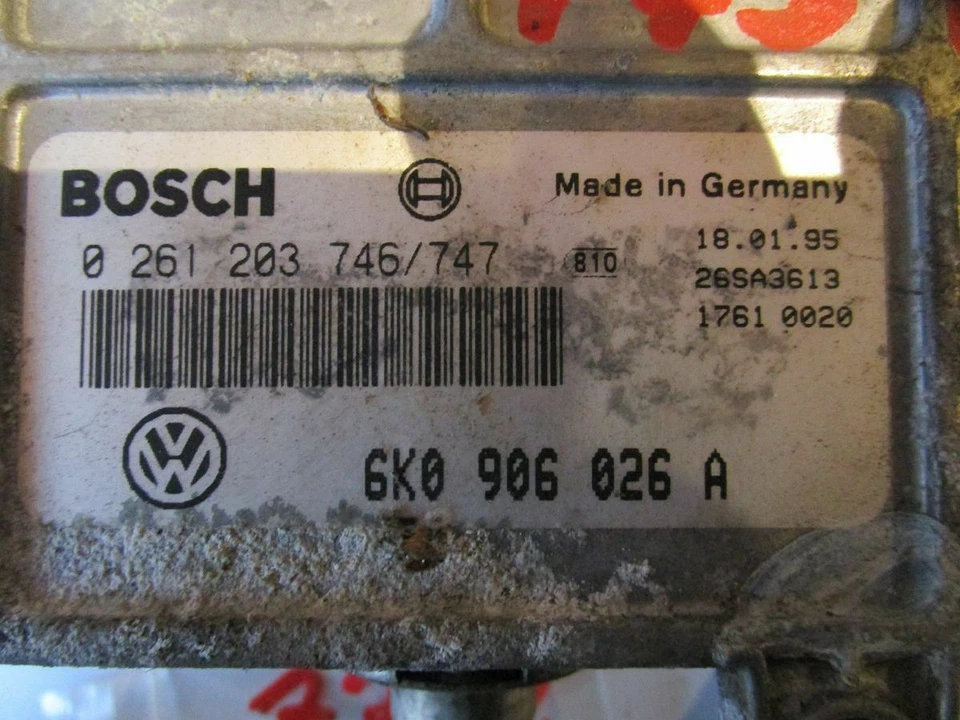 BOSCH
Made in Germany
0 261 203 746/747
810
18.01.95
26SA3613
1761 0020
VW
6K0 906 026 A